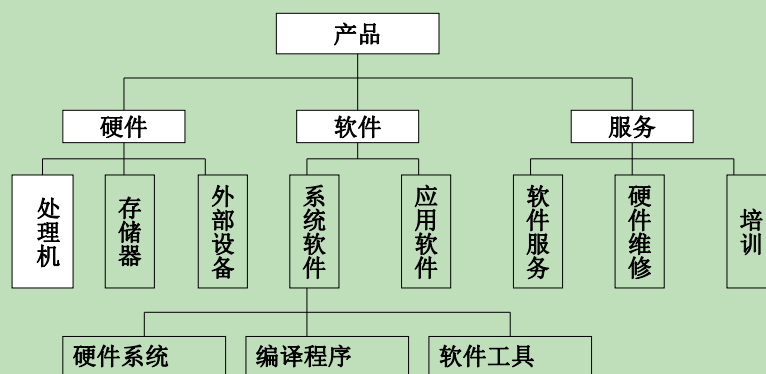 产品
硬件
软件
服务
处理机
存储器
外部设备
系统软件
应用软件
软件服务
硬件维修
培训
硬件系统
编译程序
软件工具